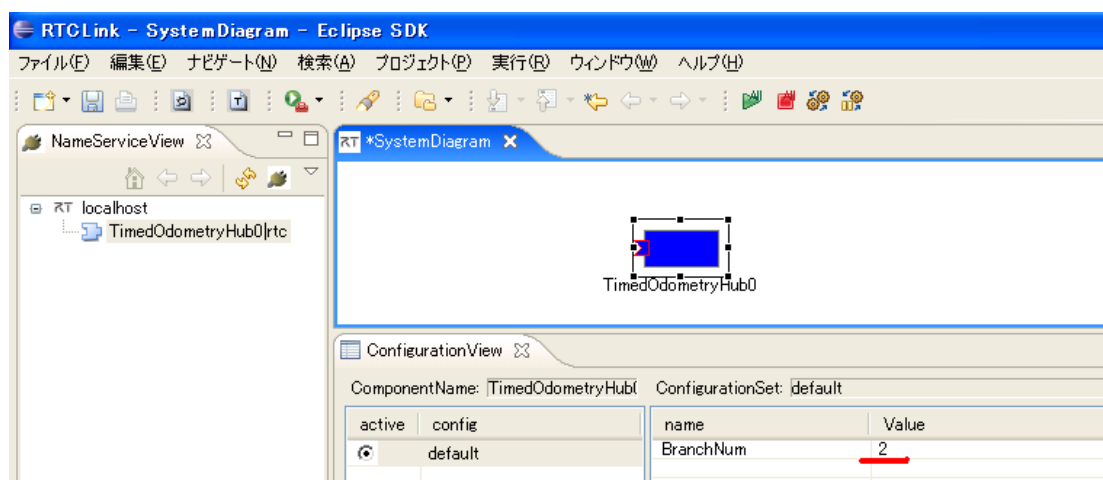 RTCLink - SystemDiagram - Eclipse SDK
ファイル(F) 編集(E) ナビゲート(N) 検索(A) プロジェクト(P) 実行(R) ウィンドウ(W) ヘルプ(H)
NameServiceView
RT *SystemDiagram
RT localhost
TimedOdometryHub0|rtc
TimedOdometryHub0
ConfigurationView
ComponentName: TimedOdometryHub( ConfigurationSet: default
active config name Value
default BranchNum 2